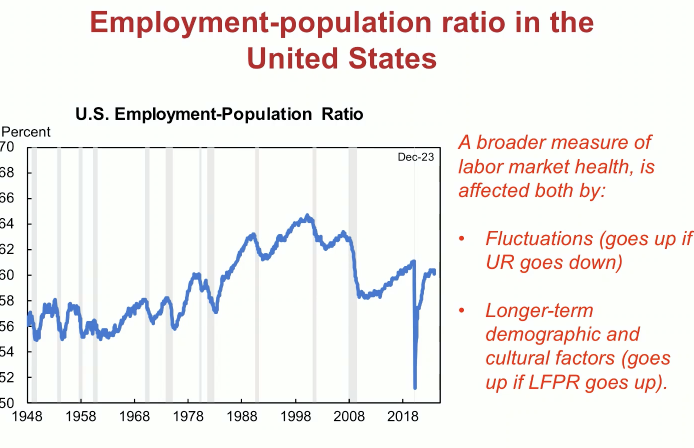 Employment-population ratio in the
United States
U.S. Employment-Population Ratio
Percent
Dec-23
70
68
66
64
62
60
58
56
54
52
50
1948 1958 1968 1978 1988 1998 2008 2018
A broader measure of
labor market health, is
affected both by:
• Fluctuations (goes up if
UR goes down)
• Longer-term
demographic and
cultural factors (goes
up if LFPR goes up).